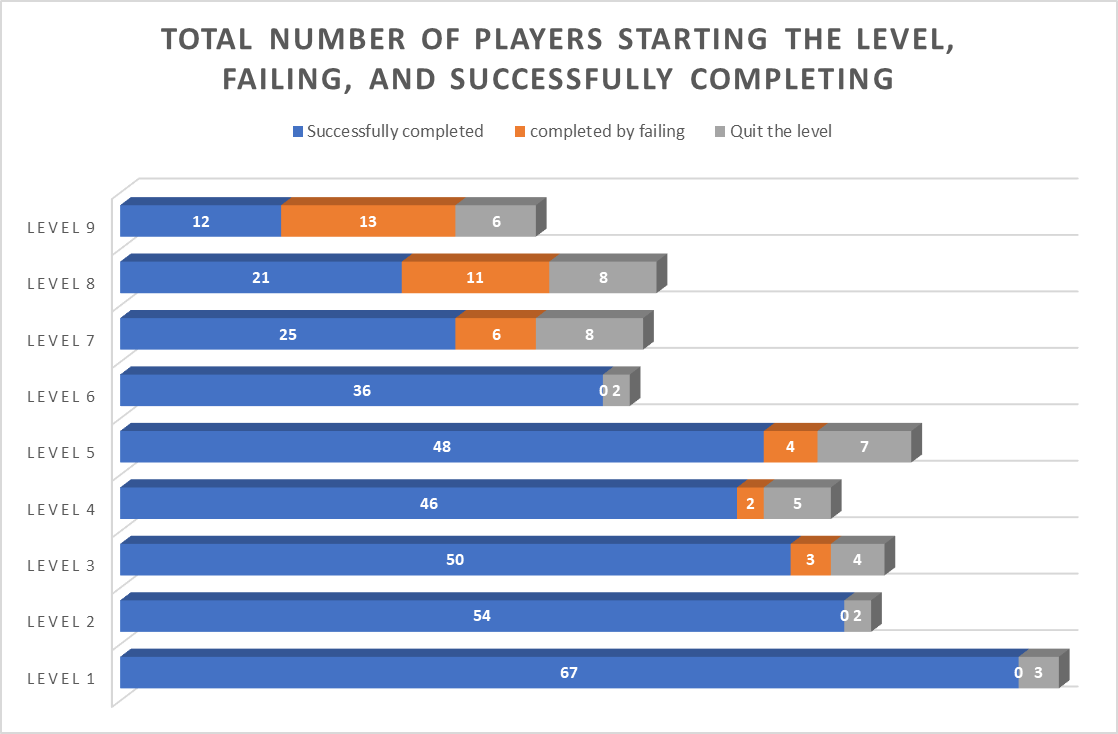 TOTAL NUMBER OF PLAYERS STARTING THE LEVEL,
FAILING, AND SUCCESSFULLY COMPLETING
Successfully completed completed by failing Quit the level
LEVEL 9 12 13 6
LEVEL 8 21 11 8
LEVEL 7 25 6 8
LEVEL 6 36 0 2
LEVEL 5 48 4 7
LEVEL 4 46 2 5
LEVEL 3 50 3 4
LEVEL 2 54 0 2
LEVEL 1 67 0 3